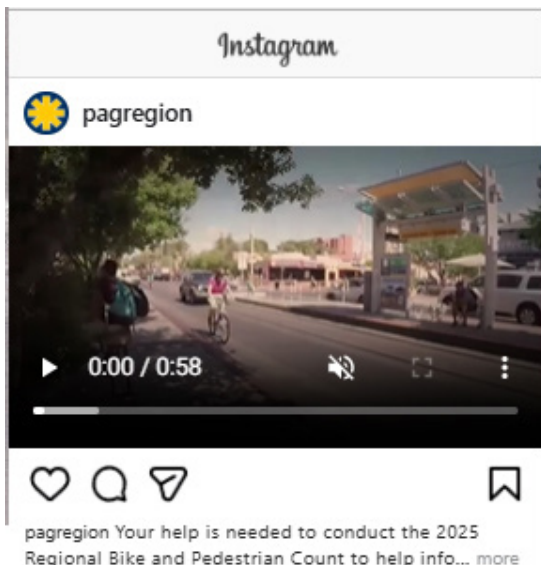 Instagram
pagregion
0:00 / 0:58
pagregion Your help is needed to conduct the 2025
Regional Bike and Pedestrian Count to help info... more